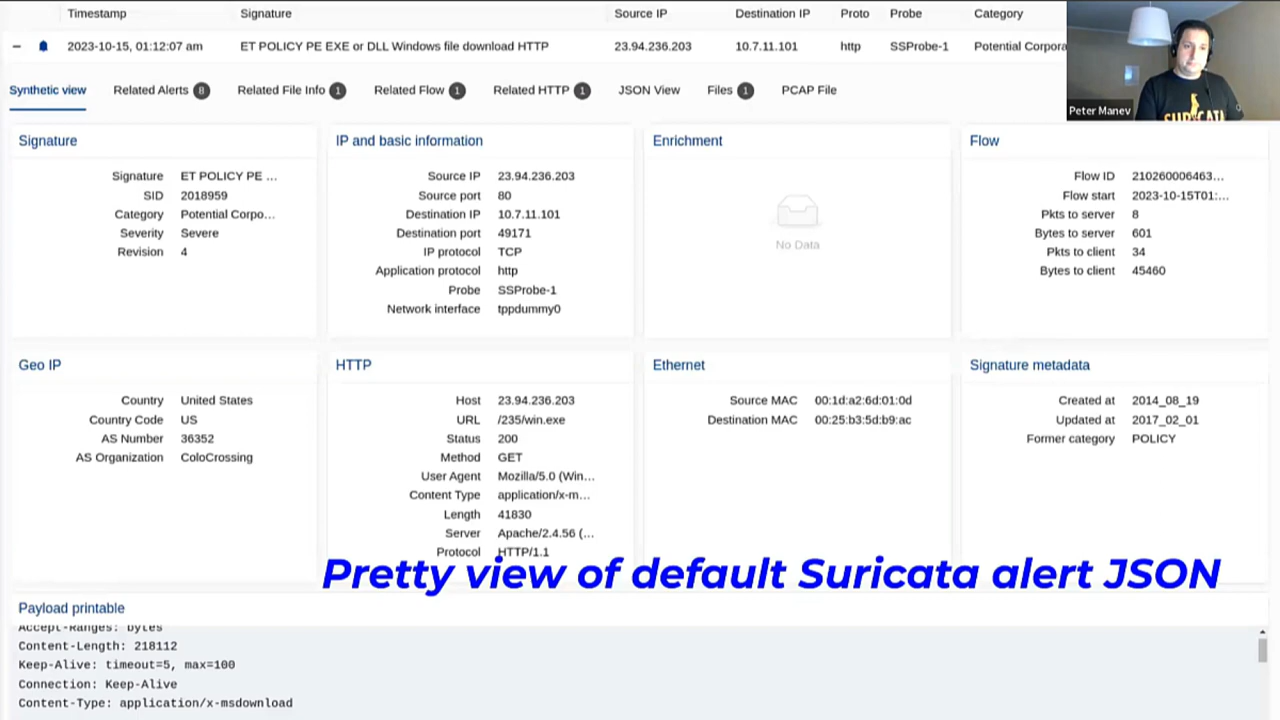 Timestamp Signature Source IP Destination IP Proto Probe Category
2023-10-15, 01:12:07 am ET POLICY PE EXE or DLL Windows file download HTTP 23.94.236.203 10.7.11.101 http SSProbe-1 Potential Corpora
Peter Manev
SURICATA
Synthetic view Related Alerts 8 Related File Info 1 Related Flow 1 Related HTTP 1 JSON View Files 1 PCAP File
Signature
Signature ET POLICY PE ...
SID 2018959
Category Potential Corpo...
Severity Severe
Revision 4
IP and basic information
Source IP 23.94.236.203
Source port 80
Destination IP 10.7.11.101
Destination port 49171
IP protocol TCP
Application protocol http
Probe SSProbe-1
Network interface tppdummy0
Enrichment
No Data
Flow
Flow ID 210260006463...
Flow start 2023-10-15T01:...
Pkts to server 8
Bytes to server 601
Pkts to client 34
Bytes to client 45460
Geo IP
Country United States
Country Code US
AS Number 36352
AS Organization ColoCrossing
HTTP
Host 23.94.236.203
URL /235/win.exe
Status 200
Method GET
User Agent Mozilla/5.0 (Win...
Content Type application/x-m...
Length 41830
Server Apache/2.4.56 (...
Protocol HTTP/1.1
Ethernet
Source MAC 00:1d:a2:6d:01:0d
Destination MAC 00:25:b3:5d:b9:ac
Signature metadata
Created at 2014_08_19
Updated at 2017_02_01
Former category POLICY
Pretty view of default Suricata alert JSON
Payload printable
Accept-Ranges: bytes
Content-Length: 218112
Keep-Alive: timeout=5, max=100
Connection: Keep-Alive
Content-Type: application/x-msdownload